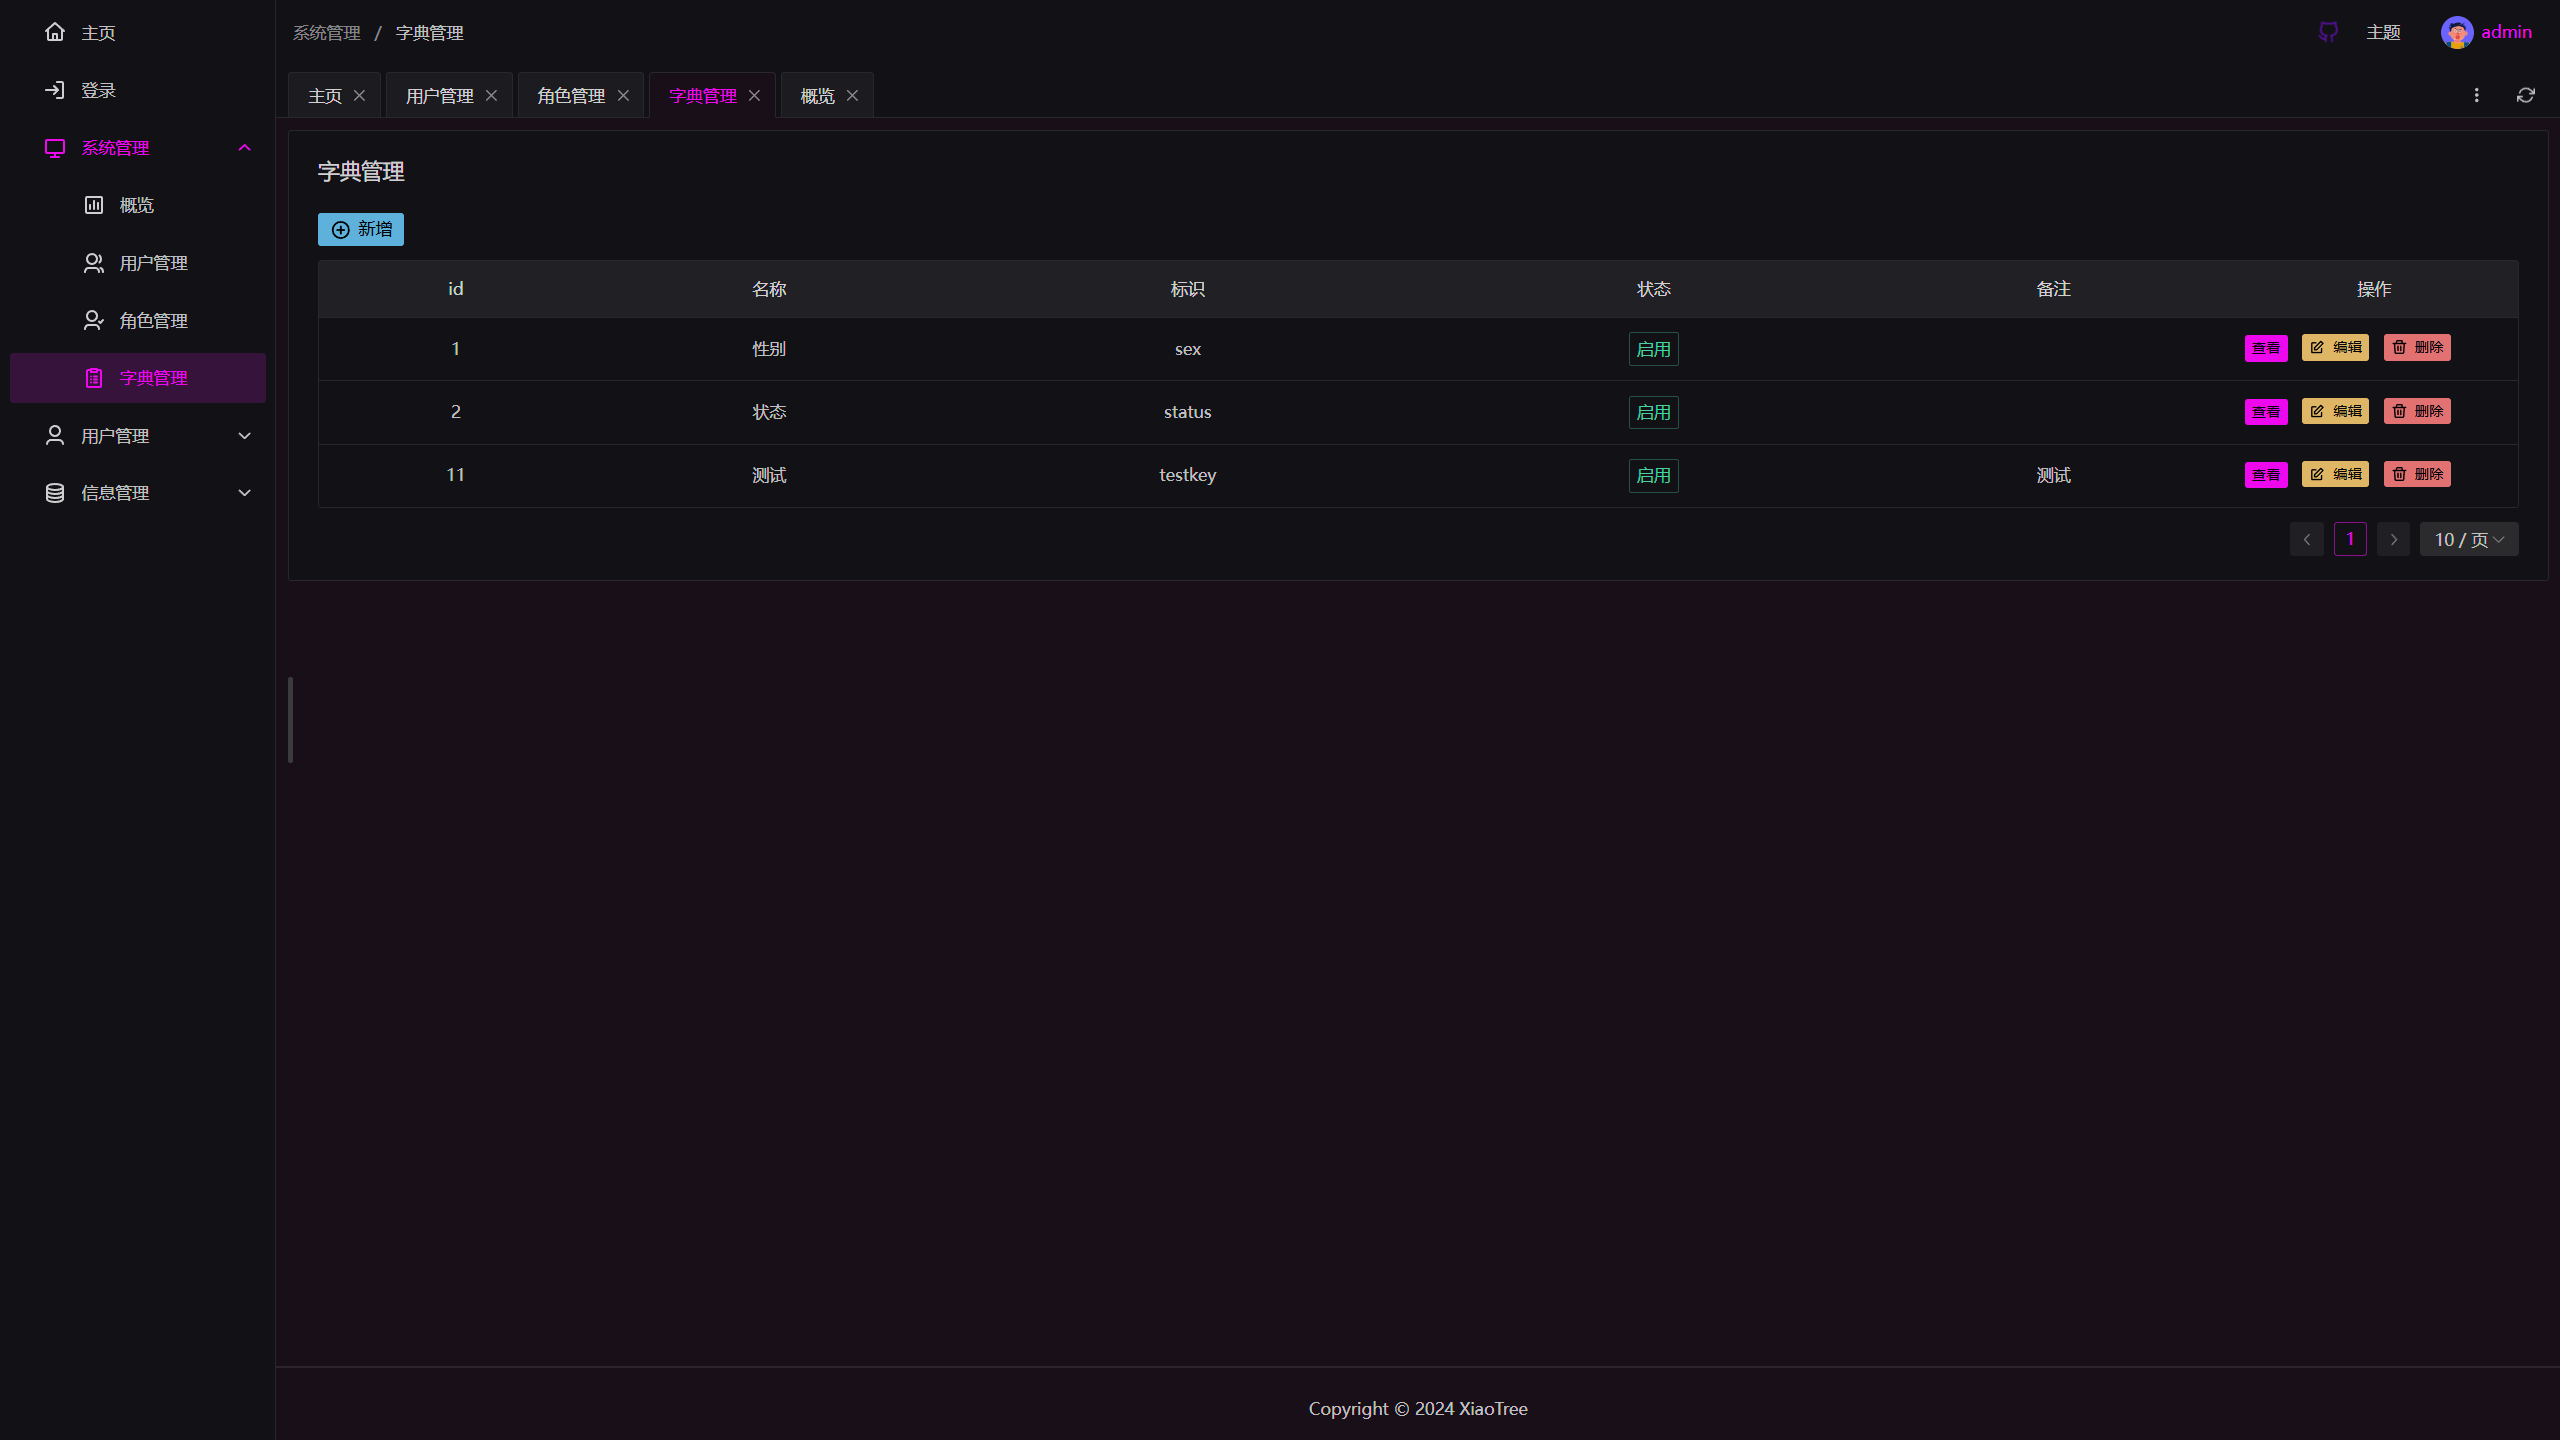 主页
登录
系统管理
概览
用户管理
角色管理
字典管理
用户管理
信息管理
系统管理 / 字典管理
主题 admin
主页 用户管理 角色管理 字典管理 概览
字典管理
新增
id 名称 标识 状态 备注 操作
1 性别 sex 启用 查看 编辑 删除
2 状态 status 启用 查看 编辑 删除
11 测试 testkey 启用 测试 查看 编辑 删除
1 10 / 页
Copyright © 2024 XiaoTree